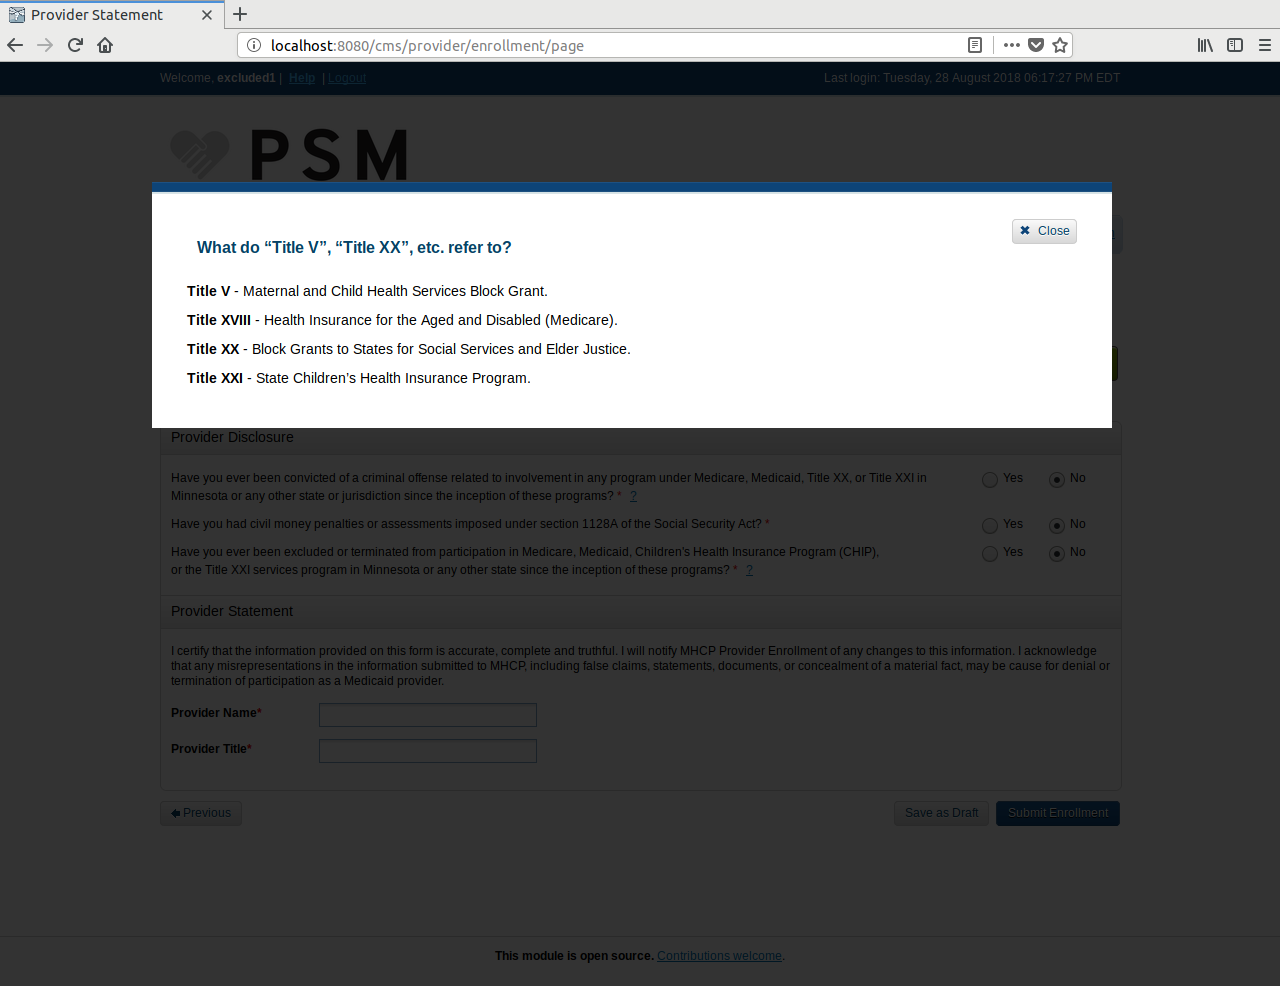 Provider Statement
localhost:8080/cms/provider/enrollment/page
Welcome, excluded1 | Help | Logout
Last login: Tuesday, 28 August 2018 06:17:27 PM EDT
PSM
What do “Title V”, “Title XX”, etc. refer to?
✖ Close
Title V - Maternal and Child Health Services Block Grant.
Title XVIII - Health Insurance for the Aged and Disabled (Medicare).
Title XX - Block Grants to States for Social Services and Elder Justice.
Title XXI - State Children’s Health Insurance Program.
Provider Disclosure
Have you ever been convicted of a criminal offense related to involvement in any program under Medicare, Medicaid, Title XX, or Title XXI in
Minnesota or any other state or jurisdiction since the inception of these programs? * ?
Yes No
Have you had civil money penalties or assessments imposed under section 1128A of the Social Security Act? *
Yes No
Have you ever been excluded or terminated from participation in Medicare, Medicaid, Children's Health Insurance Program (CHIP),
or the Title XXI services program in Minnesota or any other state since the inception of these programs? * ?
Yes No
Provider Statement
I certify that the information provided on this form is accurate, complete and truthful. I will notify MHCP Provider Enrollment of any changes to this information. I acknowledge
that any misrepresentations in the information submitted to MHCP, including false claims, statements, documents, or concealment of a material fact, may be cause for denial or
termination of participation as a Medicaid provider.
Provider Name*
Provider Title*
Previous
Save as Draft
Submit Enrollment
This module is open source. Contributions welcome.